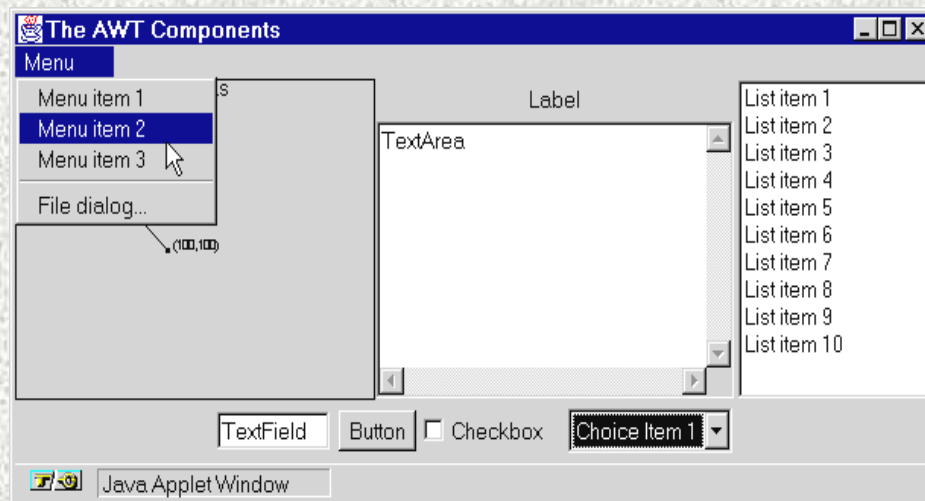 The AWT Components
Menu
Menu item 1
Menu item 2
Menu item 3
File dialog...
(100,100)
Label
TextArea
List item 1
List item 2
List item 3
List item 4
List item 5
List item 6
List item 7
List item 8
List item 9
List item 10
TextField
Button
Checkbox
Choice Item 1
Java Applet Window